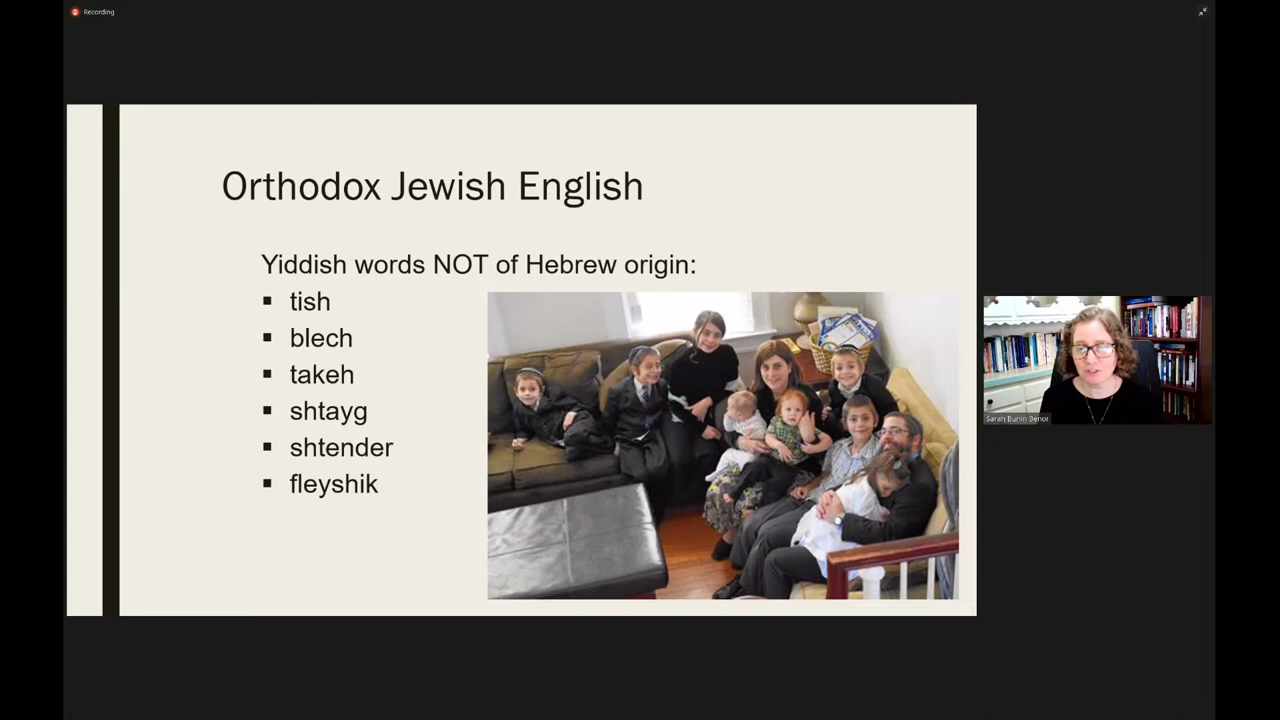 Recording
Orthodox Jewish English
Yiddish words NOT of Hebrew origin:
▪ tish
▪ blech
▪ takeh
▪ shtayg
▪ shtender
▪ fleyshik
Sarah Bunin Benor